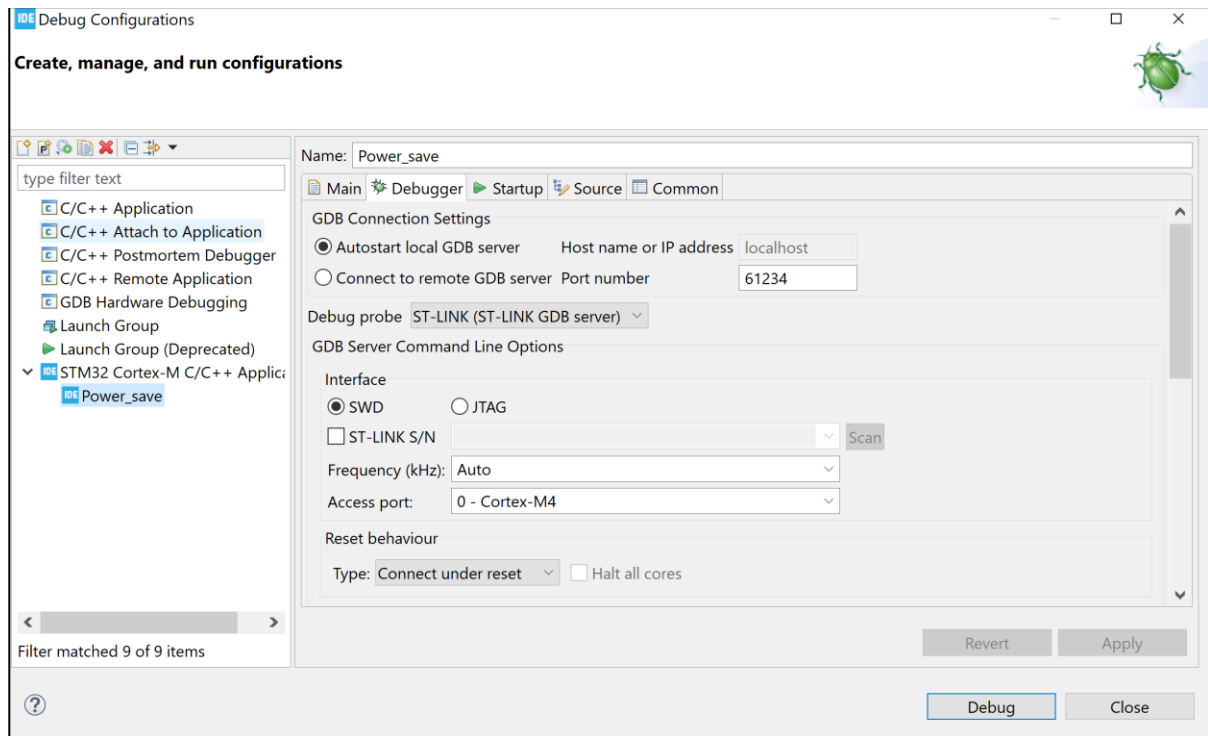 IDE Debug Configurations
Create, manage, and run configurations
type filter text
C/C++ Application
C/C++ Attach to Application
C/C++ Postmortem Debugger
C/C++ Remote Application
GDB Hardware Debugging
Launch Group
Launch Group (Deprecated)
IDE STM32 Cortex-M C/C++ Applica
IDE Power_save
Filter matched 9 of 9 items
Name: Power_save
Main Debugger Startup Source Common
GDB Connection Settings
Autostart local GDB server Host name or IP address localhost
Connect to remote GDB server Port number 61234
Debug probe ST-LINK (ST-LINK GDB server)
GDB Server Command Line Options
Interface
SWD JTAG
ST-LINK S/N Scan
Frequency (kHz): Auto
Access port: 0 - Cortex-M4
Reset behaviour
Type: Connect under reset Halt all cores
Revert Apply
? Debug Close